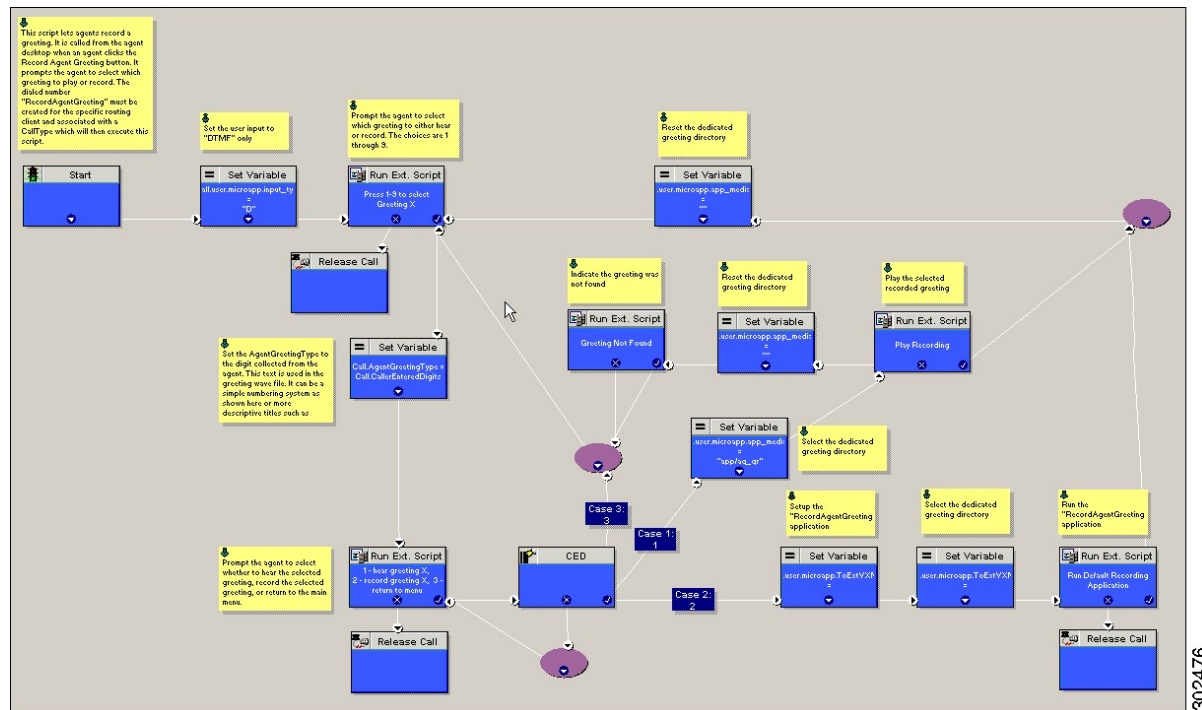 This script lets agents record a
greeting. It is called from the agent
desktop when an agent clicks the
Record Agent Greeting button. It
prompts the agent to select which
greeting to play or record. The
dialed number
"RecordAgentGreeting" must be
created for the specific routing
client and associated with a
CallType which will then execute this
script.
Set the user input to
"DTMF" only
Prompt the agent to select
which greeting to either hear
or record. The choices are 1
through 9.
Reset the dedicated
greeting directory
Start
Set Variable
all.user.microapp.input_ty
=
"D"
Run Ext. Script
Press 1-9 to select
Greeting X
Set Variable
.user.microapp.app_media
=
""
Release Call
Indicate the greeting was
not found
Reset the dedicated
greeting directory
Play the selected
recorded greeting
Run Ext. Script
Greeting Not Found
Set Variable
.user.microapp.app_media
=
""
Run Ext. Script
Play Recording
Set the AgentGreetingType to
the digit collected from the
agent. This text is used in the
greeting wave file. It can be a
simple numbering system as
shown here or more
descriptive titles such as
Set Variable
Call.AgentGreetingType =
Call.CallerEnteredDigits
Set Variable
.user.microapp.app_medi
=
"app/ag_gr"
Select the dedicated
greeting directory
Case 3:
3
Case 1:
1
Setup the
"RecordAgentGreeting
application
Select the dedicated
greeting directory
Run the
"RecordAgentGreeting
application
Prompt the agent to select
whether to hear the selected
greeting, record the selected
greeting, or return to the main
menu.
Run Ext. Script
1 - hear greeting X,
2 - record greeting X, 3 -
return to menu
CED
Case 2:
2
Set Variable
.user.microapp.ToExtVXM
=
Set Variable
.user.microapp.ToExtVXM
=
Run Ext. Script
Run Default Recording
Application
Release Call
Release Call
302476